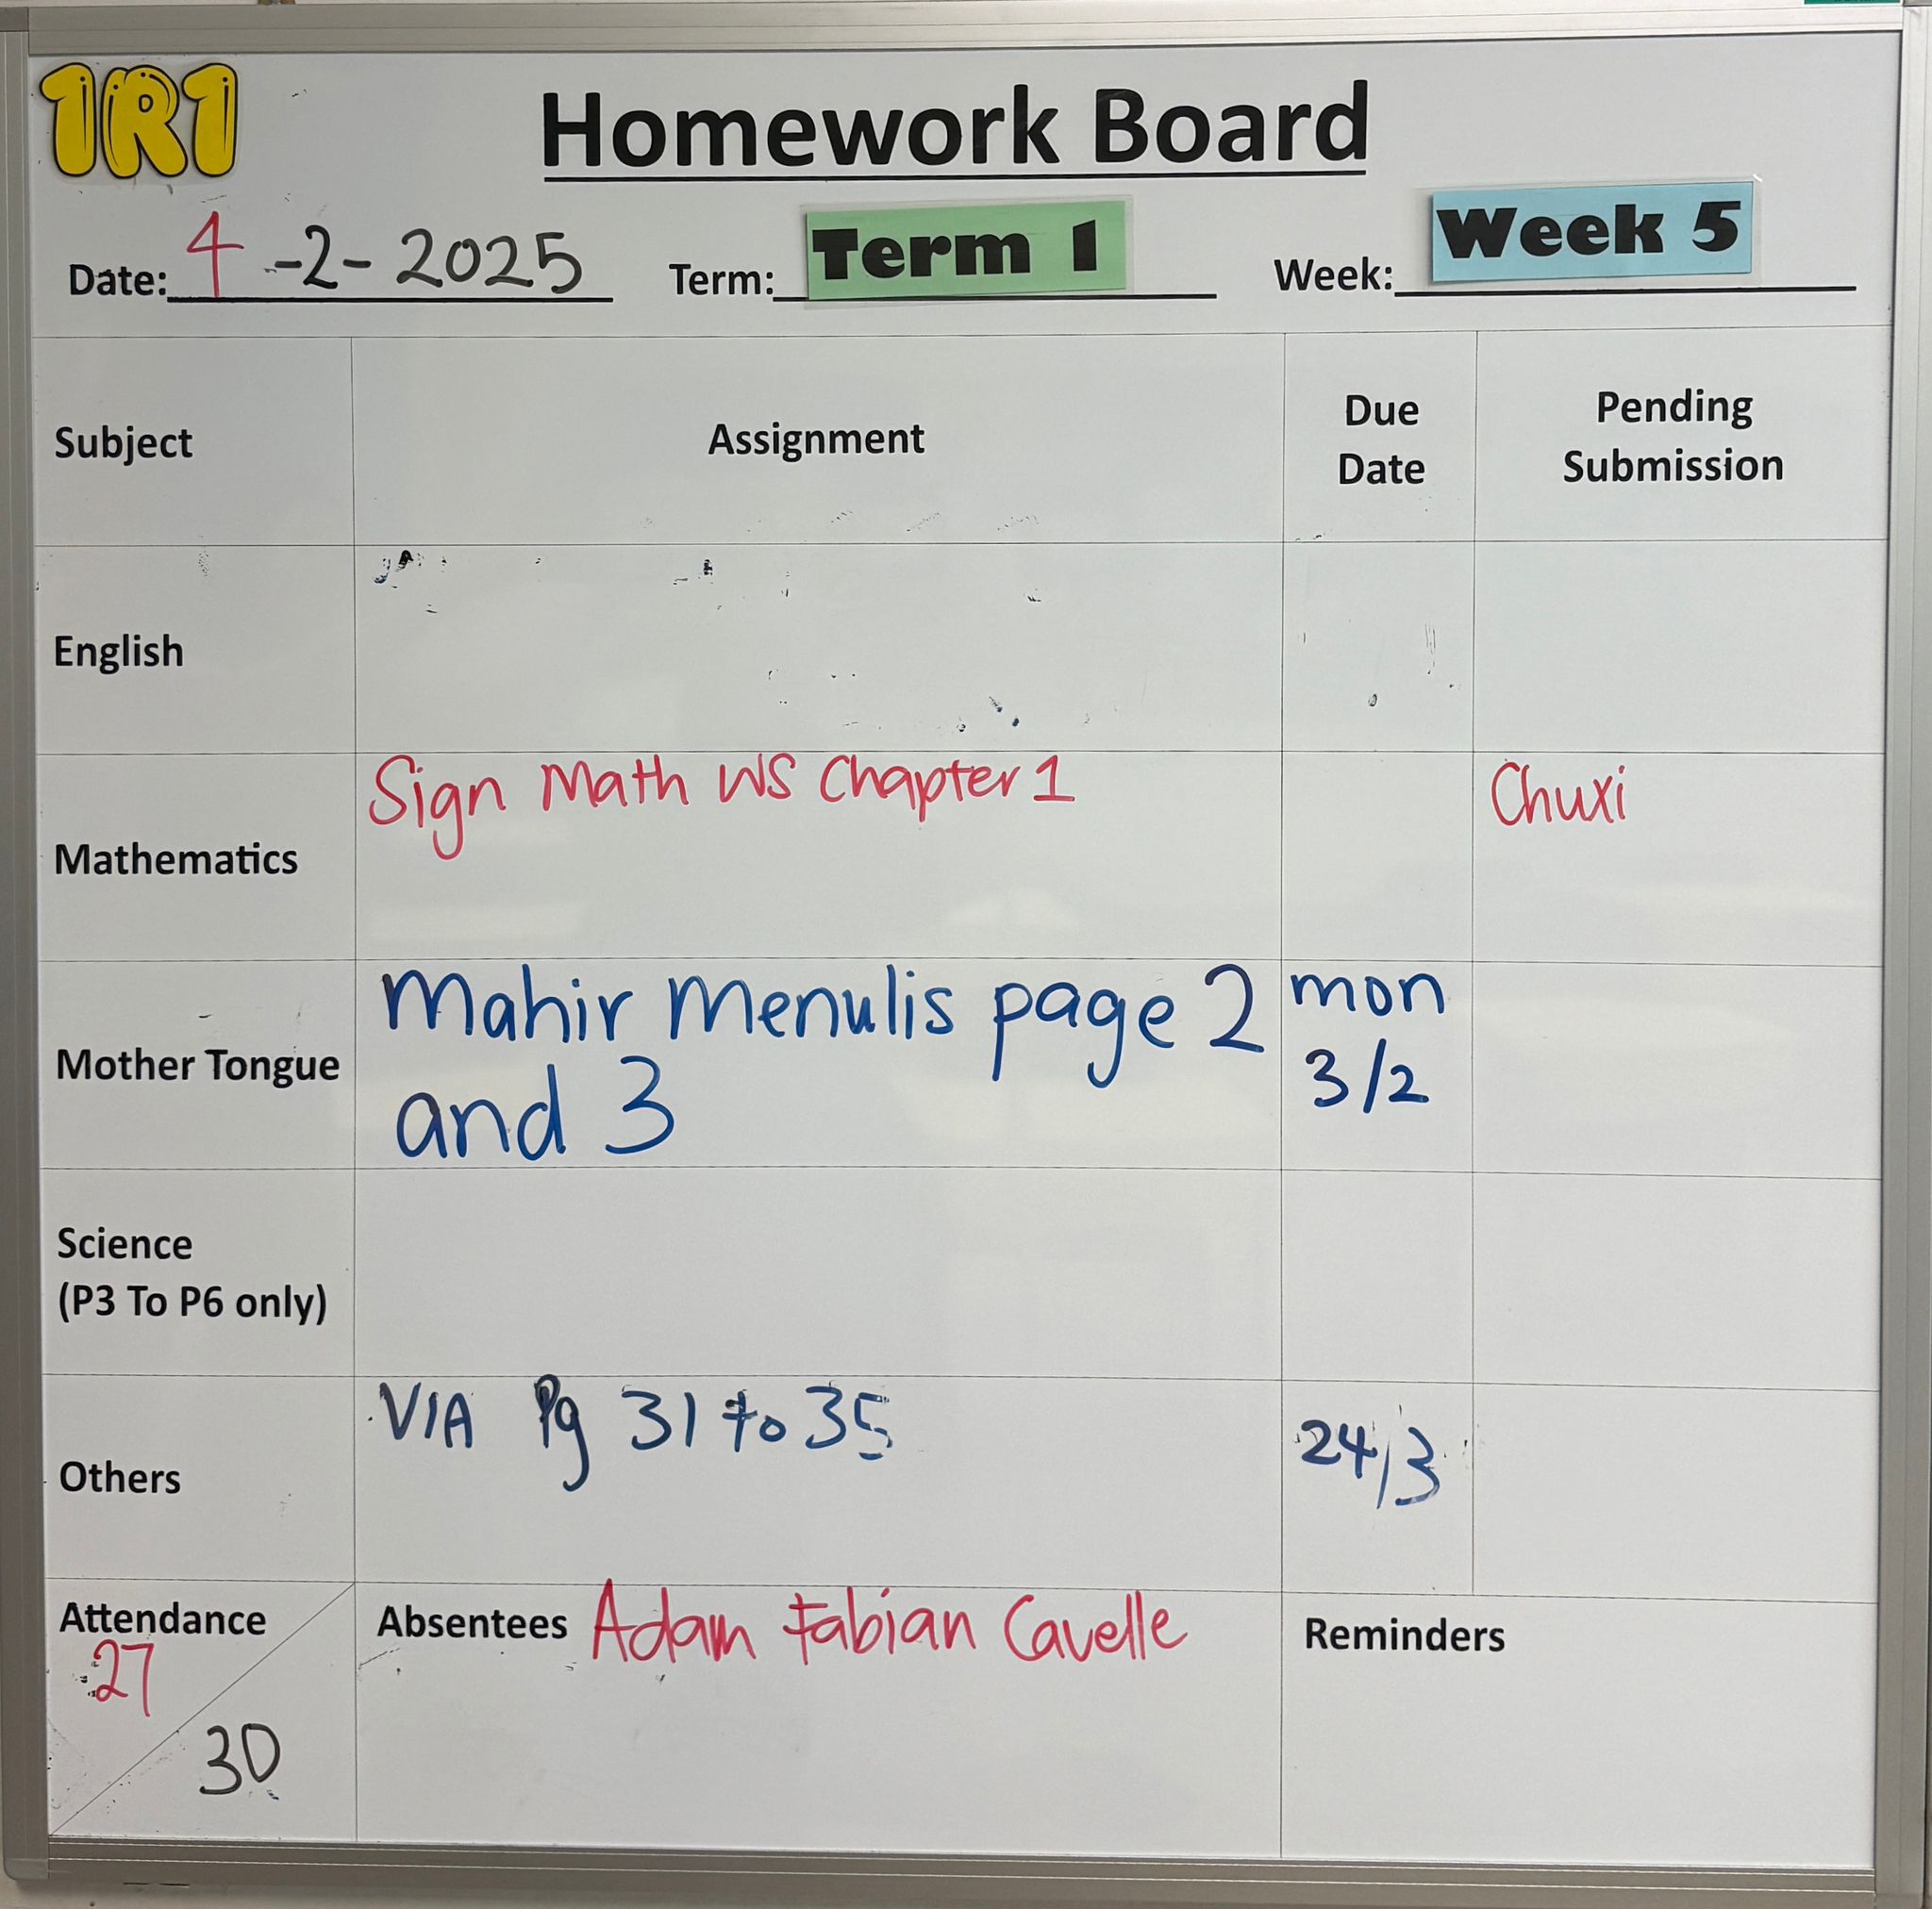 1R1
Homework Board
Date: 4-2-2025 Term: Term 1 Week: Week 5
Subject Assignment Due Date Pending Submission
English
Mathematics Sign Math WS Chapter 1 Chuxi
Mother Tongue Mahir Menulis page 2 and 3 mon 3/2
Science
(P3 To P6 only)
Others VIA Pg 31 to 35 24/3
Attendance 27 Absentees Adam Fabian Cavelle Reminders
30